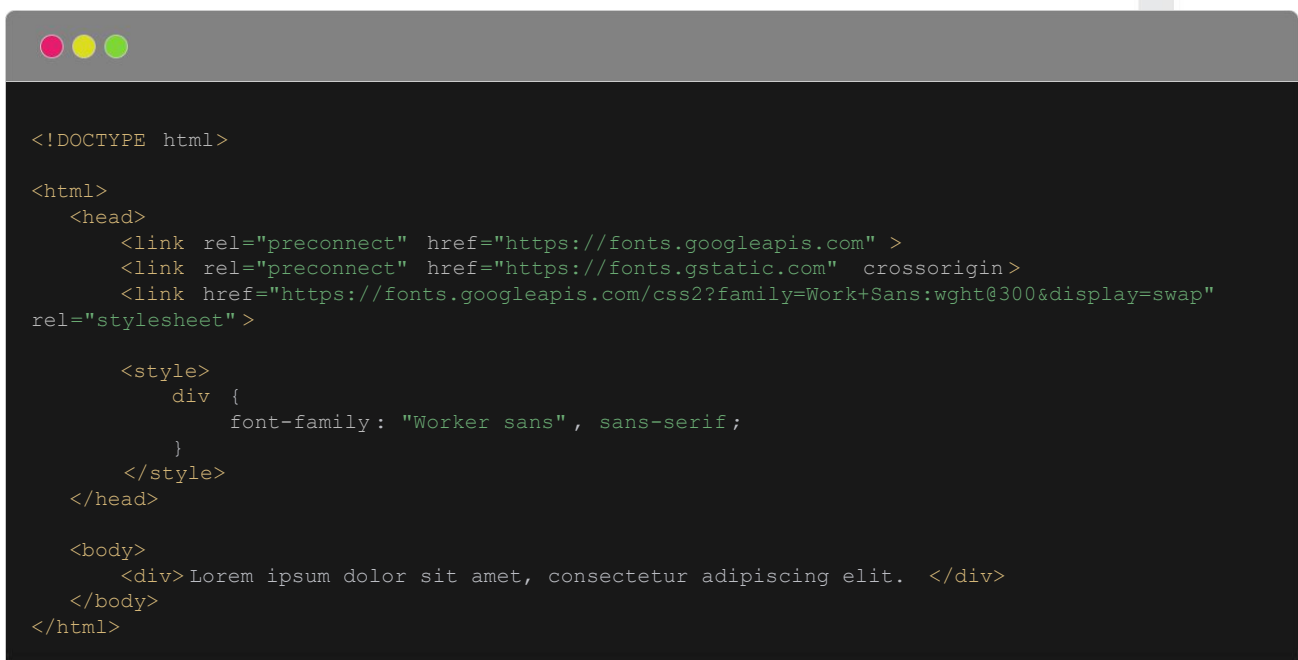 <!DOCTYPE html>
<html>
<head>
<link rel="preconnect" href="https://fonts.googleapis.com" >
<link rel="preconnect" href="https://fonts.gstatic.com" crossorigin>
<link href="https://fonts.googleapis.com/css2?family=Work+Sans:wght@300&display=swap"
rel="stylesheet">
<style>
div {
font-family: "Worker sans", sans-serif;
}
</style>
</head>
<body>
<div>Lorem ipsum dolor sit amet, consectetur adipiscing elit. </div>
</body>
</html>